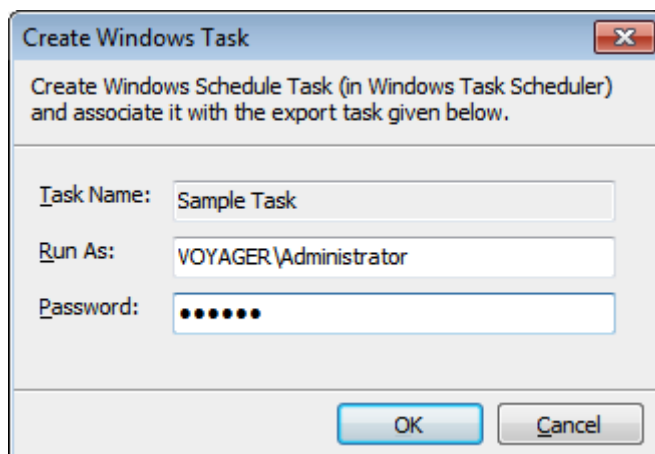 Create Windows Task
Create Windows Schedule Task (in Windows Task Scheduler)
and associate it with the export task given below.
Task Name: Sample Task
Run As: VOYAGER\Administrator
Password: ●●●●●●
OK Cancel